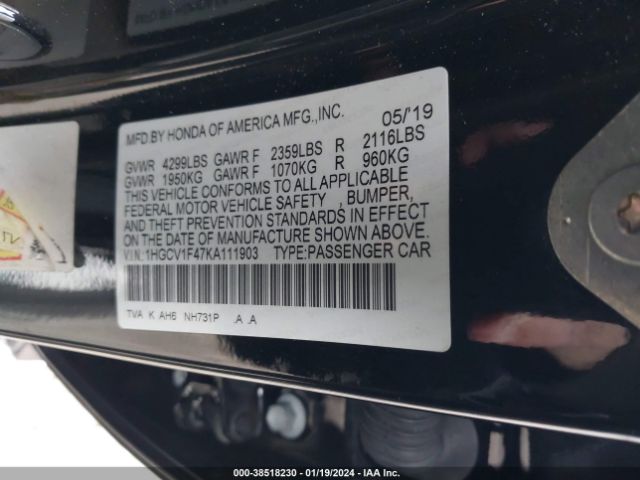 MFD.BY HONDA OF AMERICA MFG.,INC. 05/'19
GVWR 4299LBS GAWR F 2359LBS R 2116LBS
GVWR 1950KG GAWR F 1070KG R 960KG
THIS VEHICLE CONFORMS TO ALL APPLICABLE
FEDERAL MOTOR VEHICLE SAFETY , BUMPER,
AND THEFT PREVENTION STANDARDS IN EFFECT
ON THE DATE OF MANUFACTURE SHOWN ABOVE.
VIN:1HGCV1F47KA111903 TYPE:PASSENGER CAR
TVA K AH6 NH731P .A .A
000-38518230 - 01/19/2024 - IAA Inc.